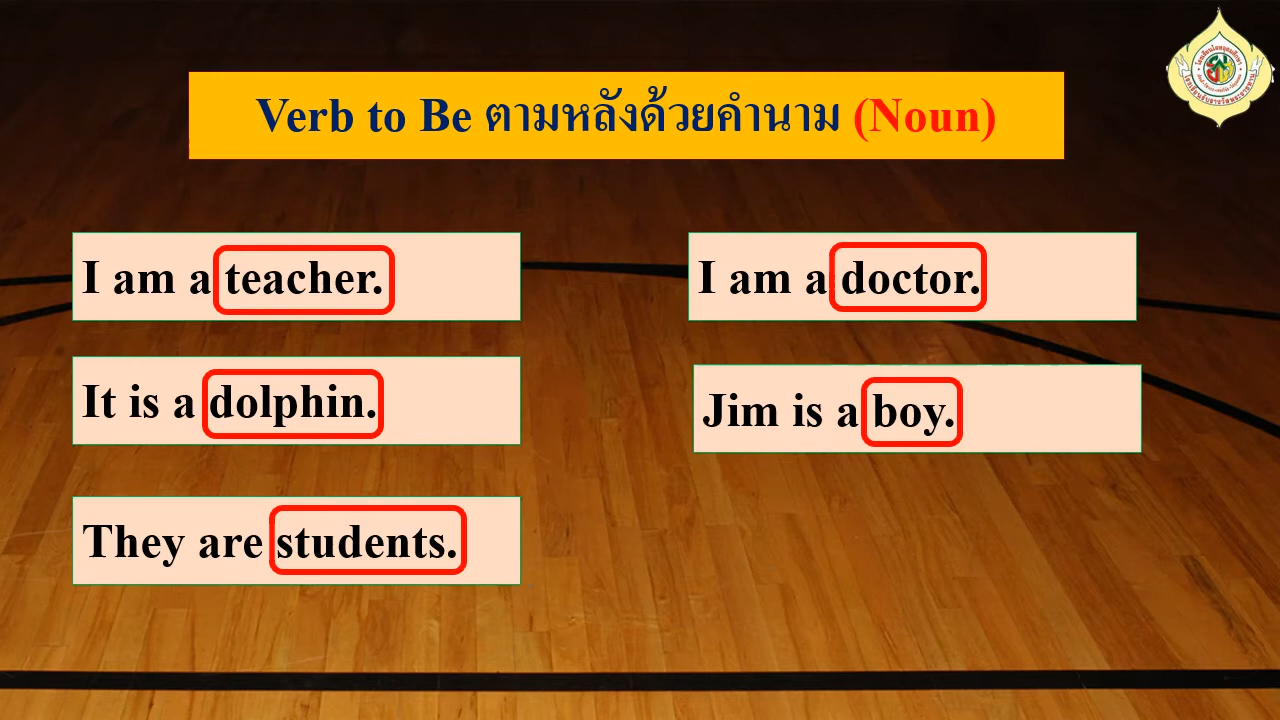 Verb to Be ตามหลังด้วยคำนาม (Noun)
I am a teacher.
I am a doctor.
It is a dolphin.
Jim is a boy.
They are students.